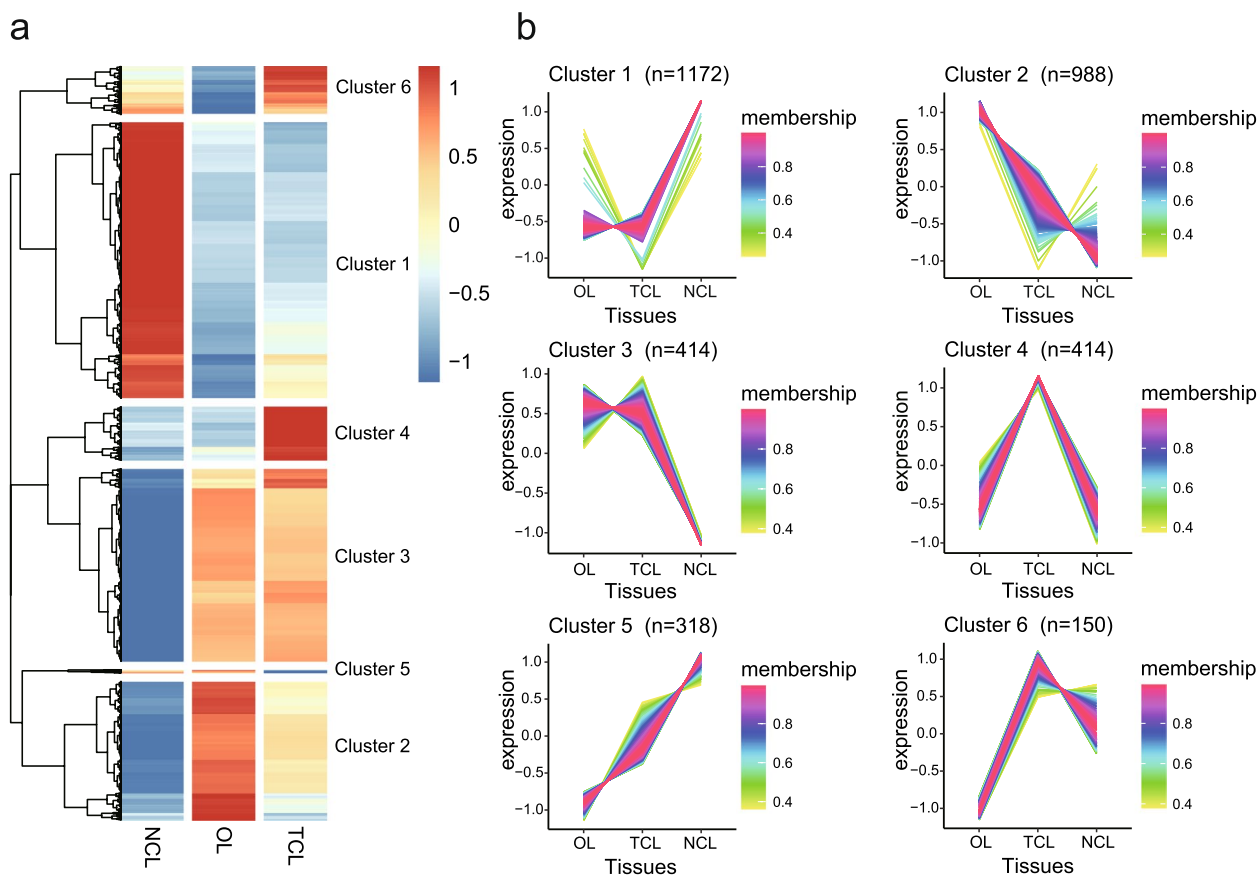 a
Cluster 6
Cluster 1
Cluster 4
Cluster 3
Cluster 5
Cluster 2
1
0.5
0
−0.5
−1
NCL
OL
TCL
b
Cluster 1 (n=1172)
expression
1.0
0.5
0.0
−0.5
−1.0
OL TCL NCL
Tissues
membership
0.8
0.6
0.4
Cluster 2 (n=988)
expression
1.0
0.5
0.0
−0.5
−1.0
OL TCL NCL
Tissues
membership
0.8
0.6
0.4
Cluster 3 (n=414)
expression
1.0
0.5
0.0
−0.5
−1.0
OL TCL NCL
Tissues
membership
0.8
0.6
0.4
Cluster 4 (n=414)
expression
1.0
0.5
0.0
−0.5
−1.0
OL TCL NCL
Tissues
membership
0.8
0.6
0.4
Cluster 5 (n=318)
expression
1.0
0.5
0.0
−0.5
−1.0
OL TCL NCL
Tissues
membership
0.8
0.6
0.4
Cluster 6 (n=150)
expression
1.0
0.5
0.0
−0.5
−1.0
OL TCL NCL
Tissues
membership
0.8
0.6
0.4